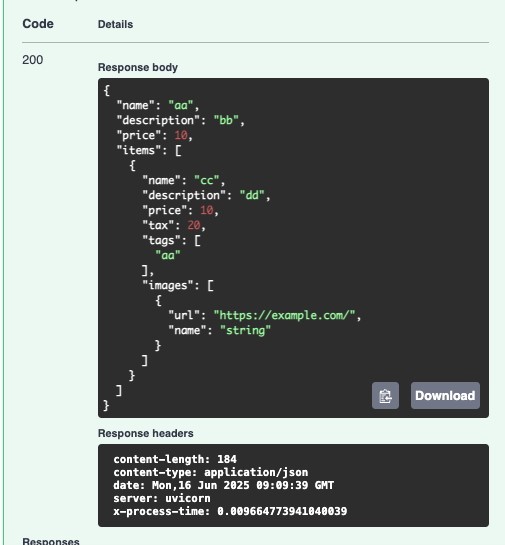 Code Details
200
Response body
{
  "name": "aa",
  "description": "bb",
  "price": 10,
  "items": [
    {
      "name": "cc",
      "description": "dd",
      "price": 10,
      "tax": 20,
      "tags": [
        "aa"
      ],
      "images": [
        {
          "url": "https://example.com/",
          "name": "string"
        }
      ]
    }
  ]
}
Download
Response headers
content-length: 184
content-type: application/json
date: Mon,16 Jun 2025 09:09:39 GMT
server: uvicorn
x-process-time: 0.009664773941040039
Responses